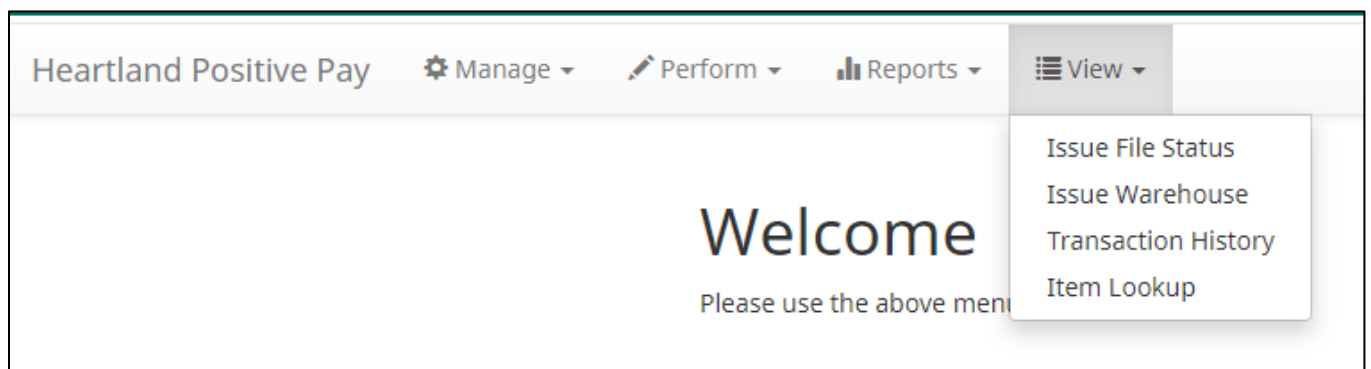 Heartland Positive Pay Manage Perform Reports View
Issue File Status
Issue Warehouse
Transaction History
Item Lookup
Welcome
Please use the above